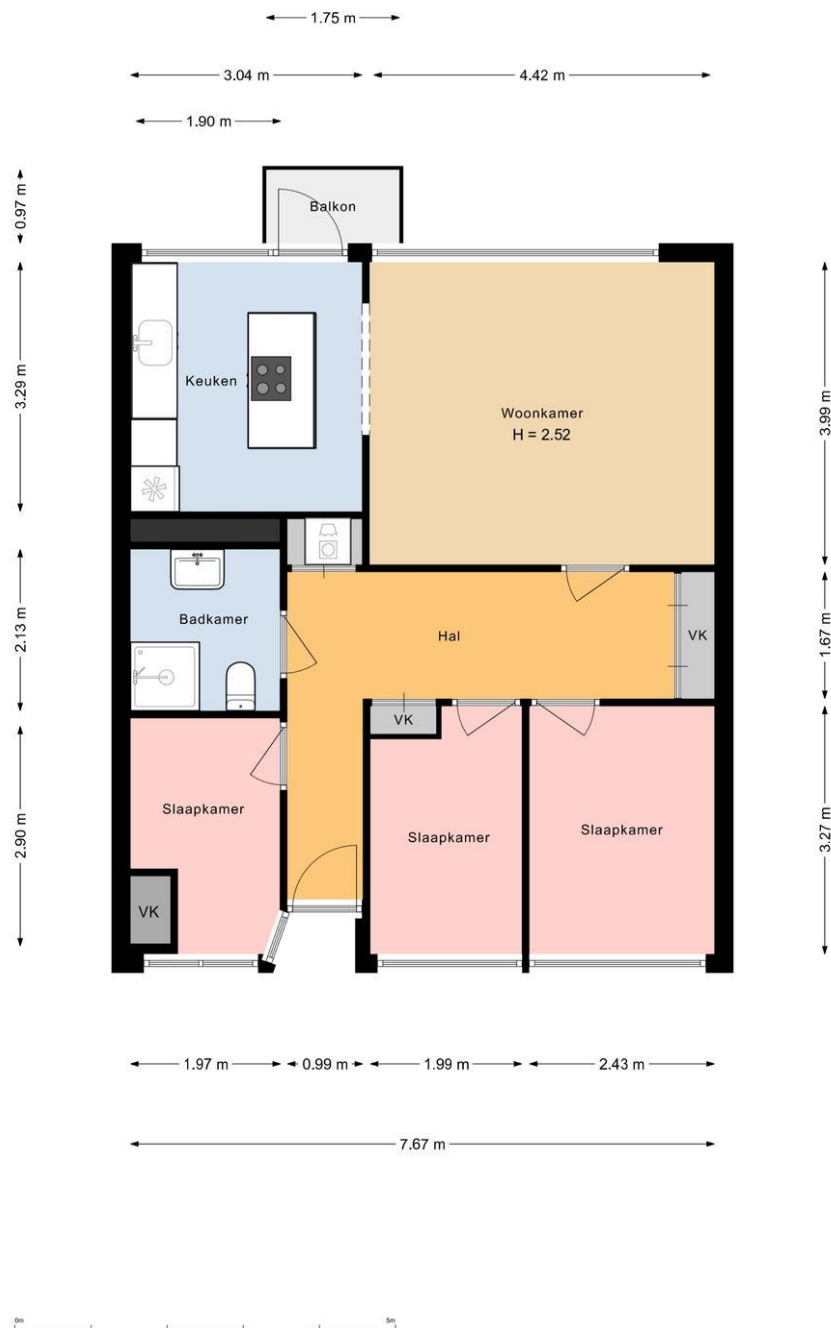 1.75 m
3.04 m
4.42 m
1.90 m
0.97 m
Balkon
3.29 m
Keuken
Woonkamer
H = 2.52
3.99 m
2.13 m
Badkamer
Hal
VK
1.67 m
VK
2.90 m
Slaapkamer
Slaapkamer
Slaapkamer
3.27 m
VK
1.97 m
0.99 m
1.99 m
2.43 m
7.67 m
0m
5m